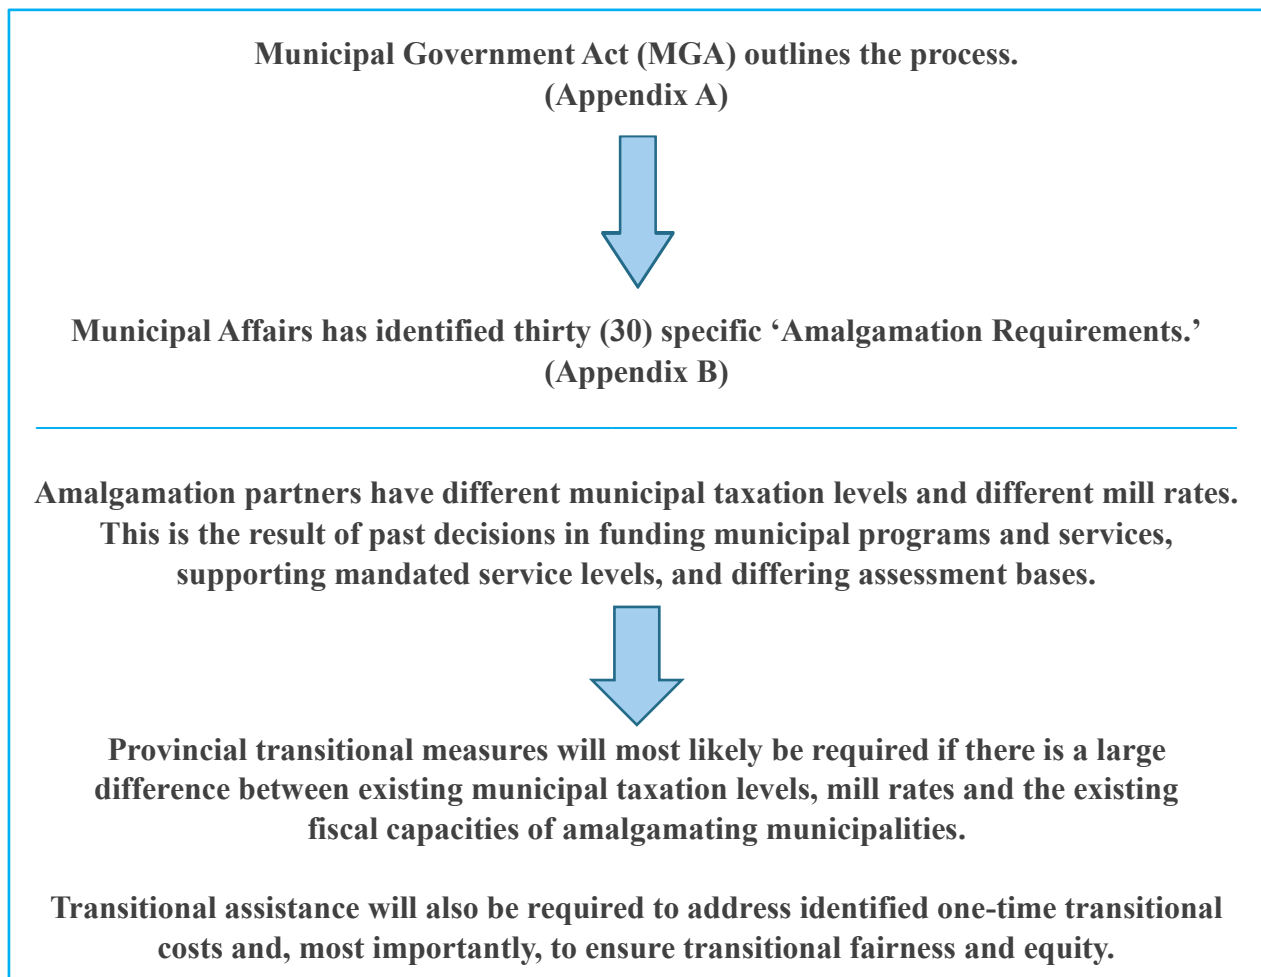 Municipal Government Act (MGA) outlines the process.
(Appendix A)
Municipal Affairs has identified thirty (30) specific ‘Amalgamation Requirements.’
(Appendix B)
Amalgamation partners have different municipal taxation levels and different mill rates.
This is the result of past decisions in funding municipal programs and services,
supporting mandated service levels, and differing assessment bases.
Provincial transitional measures will most likely be required if there is a large
difference between existing municipal taxation levels, mill rates and the existing
fiscal capacities of amalgamating municipalities.
Transitional assistance will also be required to address identified one-time transitional
costs and, most importantly, to ensure transitional fairness and equity.